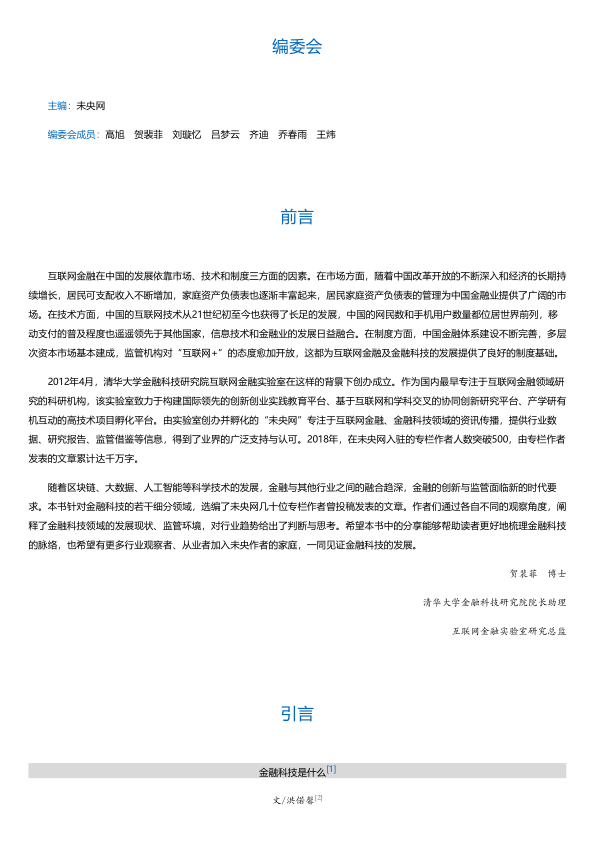 编委会
主编：未央网
编委会成员：高旭 贺裴菲 刘璇忆 吕梦云 齐迪 乔春雨 王炜
前言
互联网金融在中国的发展依靠市场、技术和制度三方面的因素。在市场方面，随着中国改革开放的不断深入和经济的长期持
续增长，居民可支配收入不断增加，家庭资产负债表也逐渐丰富起来，居民家庭资产负债表的管理为中国金融业提供了广阔的市
场。在技术方面，中国的互联网技术从21世纪初至今也获得了长足的发展，中国的网民数和手机用户数量都位居世界前列，移
动支付的普及程度也遥遥领先于其他国家，信息技术和金融业的发展日益融合。在制度方面，中国金融体系建设不断完善，多层
次资本市场基本建成，监管机构对“互联网+”的态度愈加开放，这都为互联网金融及金融科技的发展提供了良好的制度基础。
2012年4月，清华大学金融科技研究院互联网金融实验室在这样的背景下创办成立。作为国内最早专注于互联网金融领域研
究的科研机构，该实验室致力于构建国际领先的创新创业实践教育平台、基于互联网和学科交叉的协同创新研究平台、产学研有
机互动的高技术项目孵化平台。由实验室创办并孵化的“未央网”专注于互联网金融、金融科技领域的资讯传播，提供行业数
据、研究报告、监管借鉴等信息，得到了业界的广泛支持与认可。2018年，在未央网入驻的专栏作者人数突破500，由专栏作者
发表的文章累计达千万字。
随着区块链、大数据、人工智能等科学技术的发展，金融与其他行业之间的融合趋深，金融的创新与监管面临新的时代要
求。本书针对金融科技的若干细分领域，选编了未央网几十位专栏作者曾投稿发表的文章。作者们通过各自不同的观察角度，阐
释了金融科技领域的发展现状、监管环境，对行业趋势给出了判断与思考。希望本书中的分享能够帮助读者更好地梳理金融科技
的脉络，也希望有更多行业观察者、从业者加入未央作者的家庭，一同见证金融科技的发展。
贺裴菲 博士
清华大学金融科技研究院院长助理
互联网金融实验室研究总监
引言
金融科技是什么[1]
文/洪偌馨[2]